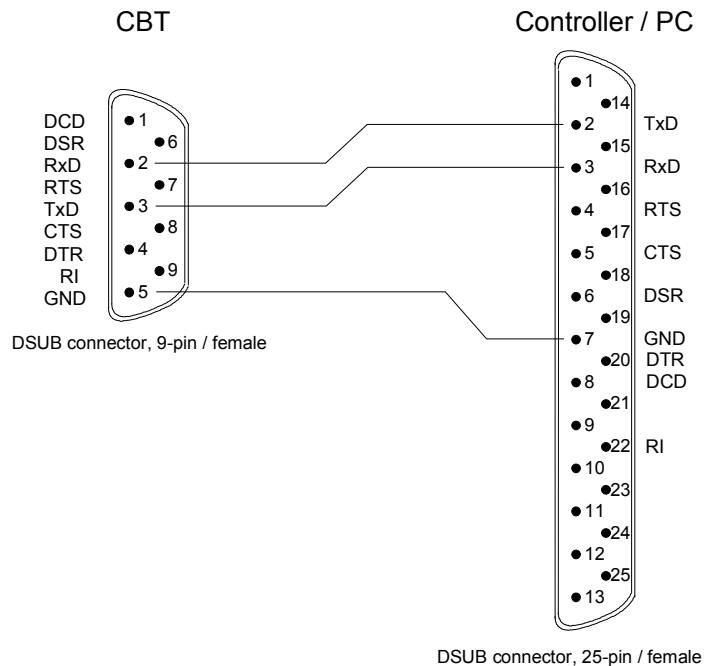 CBT
Controller / PC
DCD
DSR
RxD
RTS
TxD
CTS
DTR
RI
GND
1
6
2
7
3
8
4
9
5
DSUB connector, 9-pin / female
1
14
2
15
3
16
4
17
5
18
6
19
7
20
8
21
9
22
10
23
11
24
12
25
13
TxD
RxD
RTS
CTS
DSR
GND
DTR
DCD
RI
DSUB connector, 25-pin / female